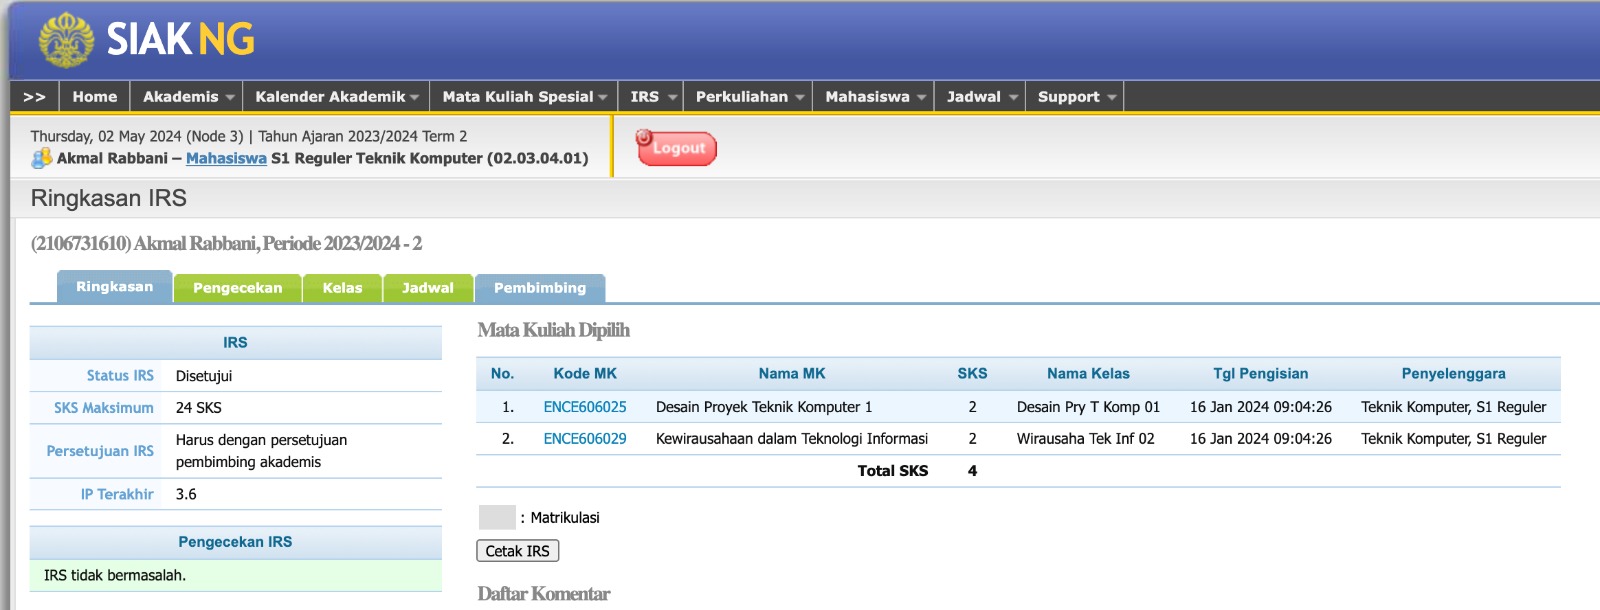 SIAK NG
>> Home Akademis Kalender Akademik Mata Kuliah Spesial IRS Perkuliahan Mahasiswa Jadwal Support
Thursday, 02 May 2024 (Node 3) | Tahun Ajaran 2023/2024 Term 2
Akmal Rabbani – Mahasiswa S1 Reguler Teknik Komputer (02.03.04.01)
Logout
Ringkasan IRS
(2106731610) Akmal Rabbani, Periode 2023/2024 - 2
Ringkasan Pengecekan Kelas Jadwal Pembimbing
IRS
Status IRS Disetujui
SKS Maksimum 24 SKS
Persetujuan IRS Harus dengan persetujuan
pembimbing akademis
IP Terakhir 3.6
Pengecekan IRS
IRS tidak bermasalah.
Mata Kuliah Dipilih
No. Kode MK Nama MK SKS Nama Kelas Tgl Pengisian Penyelenggara
1. ENCE606025 Desain Proyek Teknik Komputer 1 2 Desain Pry T Komp 01 16 Jan 2024 09:04:26 Teknik Komputer, S1 Reguler
2. ENCE606029 Kewirausahaan dalam Teknologi Informasi 2 Wirausaha Tek Inf 02 16 Jan 2024 09:04:26 Teknik Komputer, S1 Reguler
Total SKS 4
: Matrikulasi
Cetak IRS
Daftar Komentar